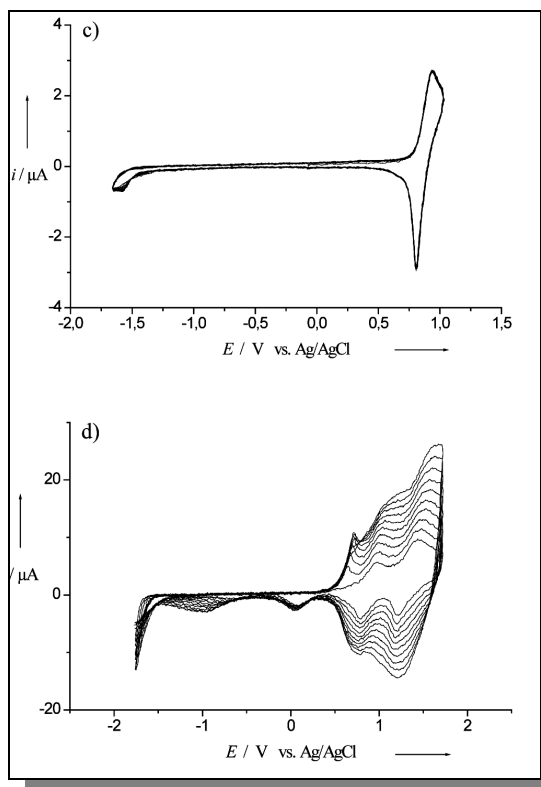 c)
4
2
i / µA
0
2
-4
-2,0 -1,5 -1,0 -0,5 0,0 0,5 1,0 1,5
E / V vs. Ag/AgCl
d)
20
/ µA
0
-20
-2 -1 0 1 2
E / V vs. Ag/AgCl